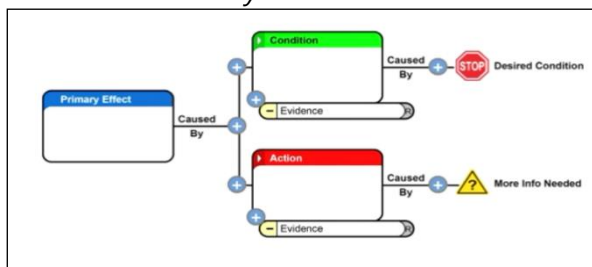 Condition
Caused
By
STOP
Desired Condition
Evidence
R
Primary Effect
Caused
By
Action
Caused
By
?
More Info Needed
Evidence
R